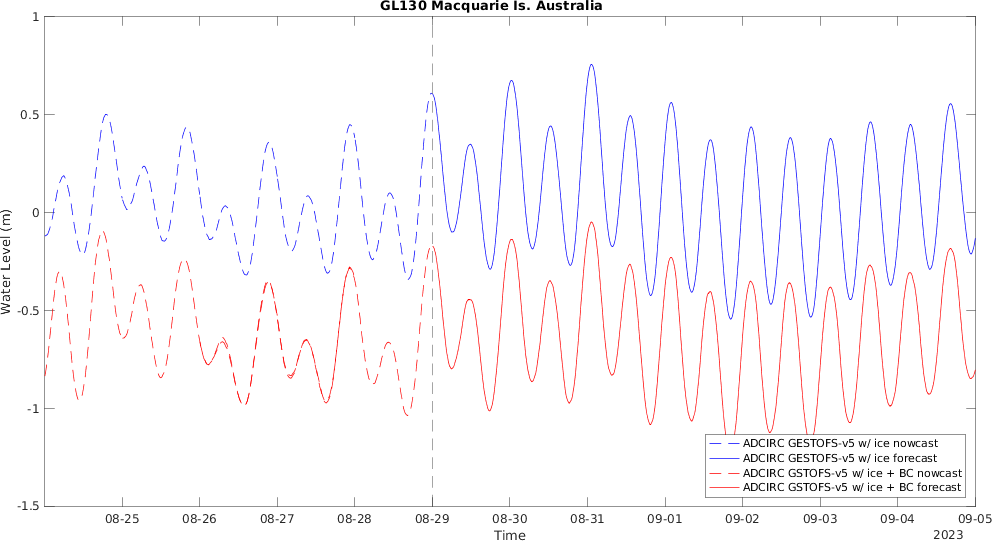 GL130 Macquarie Is. Australia
1
0.5
0
-0.5
-1
-1.5
Water Level (m)
08-25 08-26 08-27 08-28 08-29 08-30 08-31 09-01 09-02 09-03 09-04 09-05
Time
2023
ADCIRC GESTOFS-v5 w/ ice nowcast
ADCIRC GESTOFS-v5 w/ ice forecast
ADCIRC GSTOFS-v5 w/ ice + BC nowcast
ADCIRC GSTOFS-v5 w/ ice + BC forecast